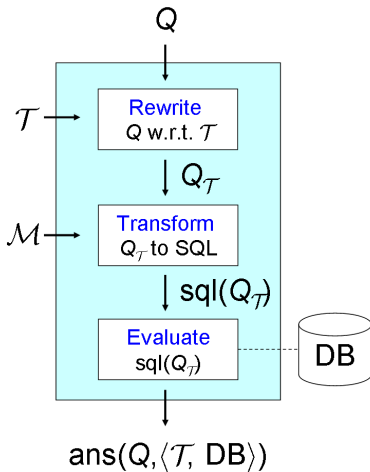 Q
Rewrite
𝒯
Q w.r.t. 𝒯
Q𝒯
Transform
ℳ
Q𝒯 to SQL
sql(Q𝒯)
Evaluate
sql(Q𝒯)
DB
ans(Q,⟨𝒯, DB⟩)